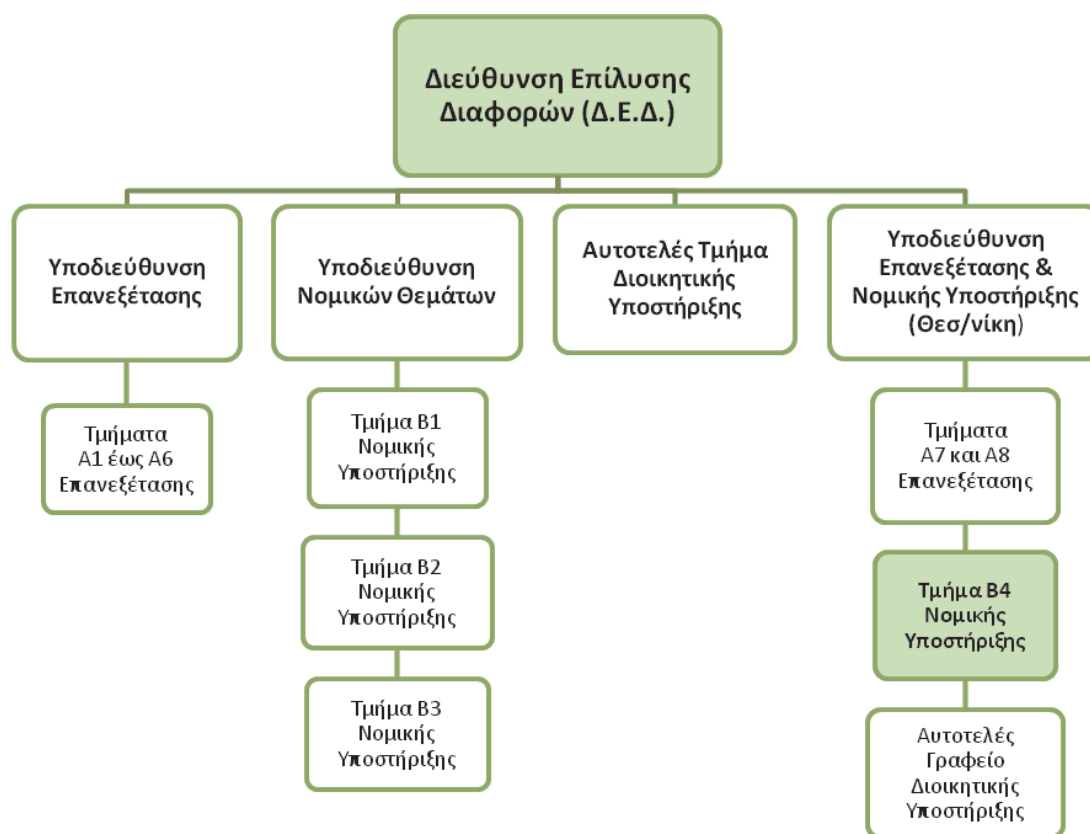 Διεύθυνση Επίλυσης
Διαφορών (Δ.Ε.Δ.)
Υποδιεύθυνση
Επανεξέτασης
Υποδιεύθυνση
Νομικών Θεμάτων
Αυτοτελές Τμήμα
Διοικητικής
Υποστήριξης
Υποδιεύθυνση
Επανεξέτασης &
Νομικής Υποστήριξης
(Θεσ/νίκη)
Τμήματα
Α1 έως Α6
Επανεξέτασης
Τμήμα Β1
Νομικής
Υποστήριξης
Τμήμα Β2
Νομικής
Υποστήριξης
Τμήμα Β3
Νομικής
Υποστήριξης
Τμήματα
Α7 και Α8
Επανεξέτασης
Τμήμα Β4
Νομικής
Υποστήριξης
Αυτοτελές
Γραφείο
Διοικητικής
Υποστήριξης